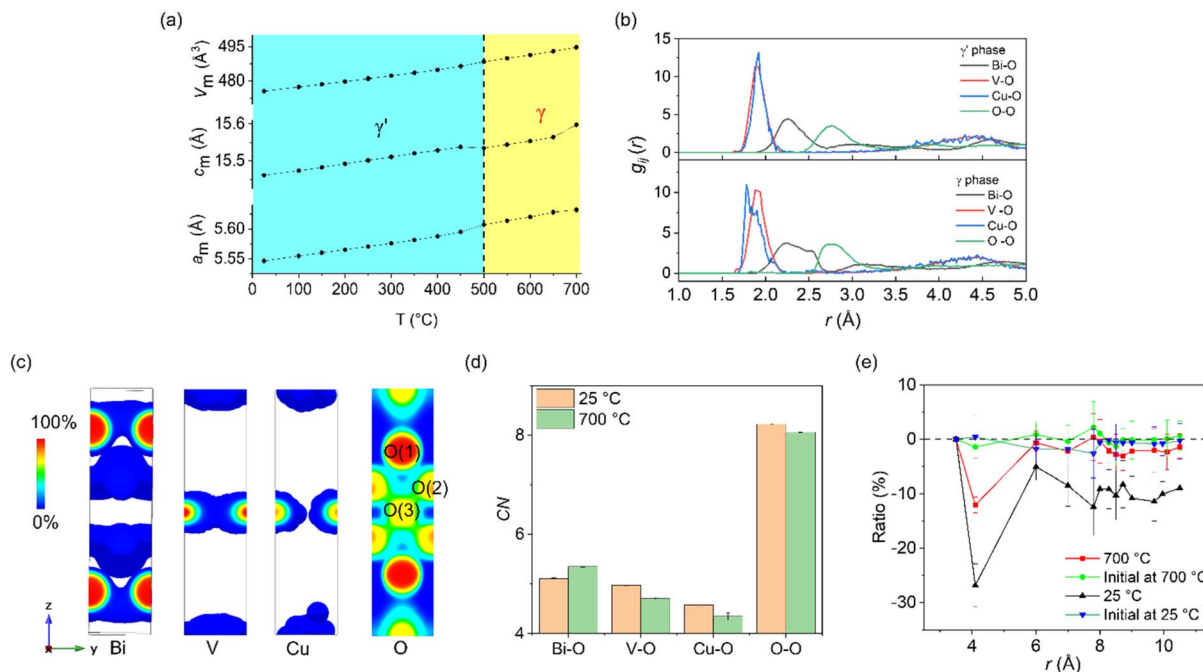 (a)
V_m (Å³)
495
480
c_m (Å)
15.6
15.5
a_m (Å)
5.60
5.55
γ'
γ
0 100 200 300 400 500 600 700
T (°C)
(b)
g_ij (r)
15
10
5
0
γ' phase
Bi-O
V-O
Cu-O
O-O
15
10
5
0
γ phase
Bi-O
V -O
Cu-O
O -O
1.0 1.5 2.0 2.5 3.0 3.5 4.0 4.5 5.0
r (Å)
(c)
100%
0%
z
y
Bi
V
Cu
O
O(1)
O(2)
O(3)
(d)
CN
8
6
4
25 °C
700 °C
Bi-O V-O Cu-O O-O
(e)
Ratio (%)
10
0
-10
-20
-30
700 °C
Initial at 700 °C
25 °C
Initial at 25 °C
4 6 8 10
r (Å)